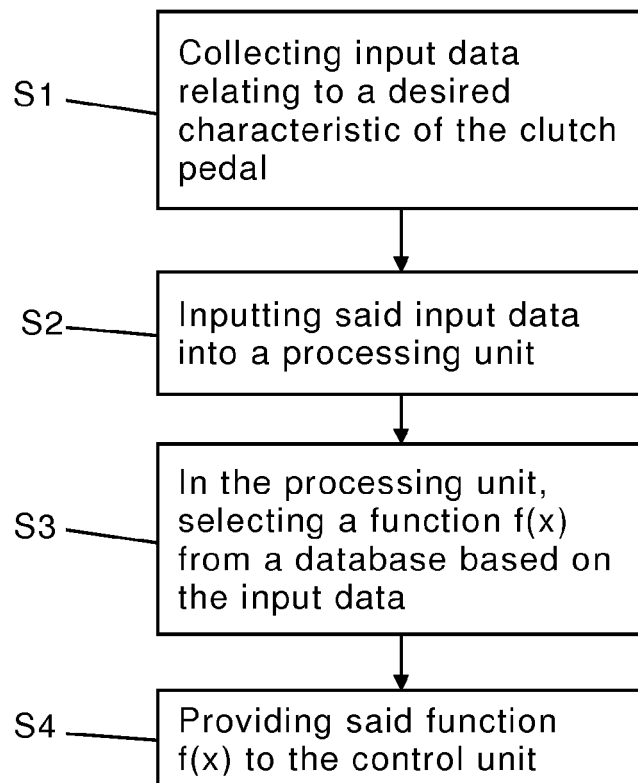 S1
Collecting input data
relating to a desired
characteristic of the clutch
pedal
S2
Inputting said input data
into a processing unit
S3
In the processing unit,
selecting a function f(x)
from a database based on
the input data
S4
Providing said function
f(x) to the control unit